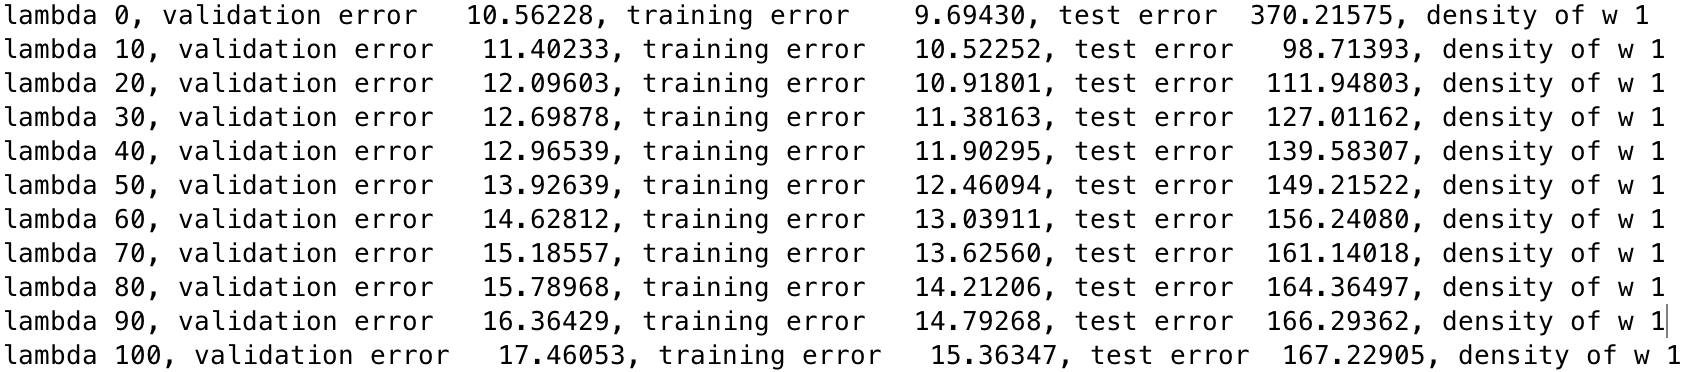 lambda 0, validation error   10.56228, training error    9.69430, test error  370.21575, density of w 1
lambda 10, validation error   11.40233, training error   10.52252, test error   98.71393, density of w 1
lambda 20, validation error   12.09603, training error   10.91801, test error  111.94803, density of w 1
lambda 30, validation error   12.69878, training error   11.38163, test error  127.01162, density of w 1
lambda 40, validation error   12.96539, training error   11.90295, test error  139.58307, density of w 1
lambda 50, validation error   13.92639, training error   12.46094, test error  149.21522, density of w 1
lambda 60, validation error   14.62812, training error   13.03911, test error  156.24080, density of w 1
lambda 70, validation error   15.18557, training error   13.62560, test error  161.14018, density of w 1
lambda 80, validation error   15.78968, training error   14.21206, test error  164.36497, density of w 1
lambda 90, validation error   16.36429, training error   14.79268, test error  166.29362, density of w 1
lambda 100, validation error   17.46053, training error   15.36347, test error  167.22905, density of w 1